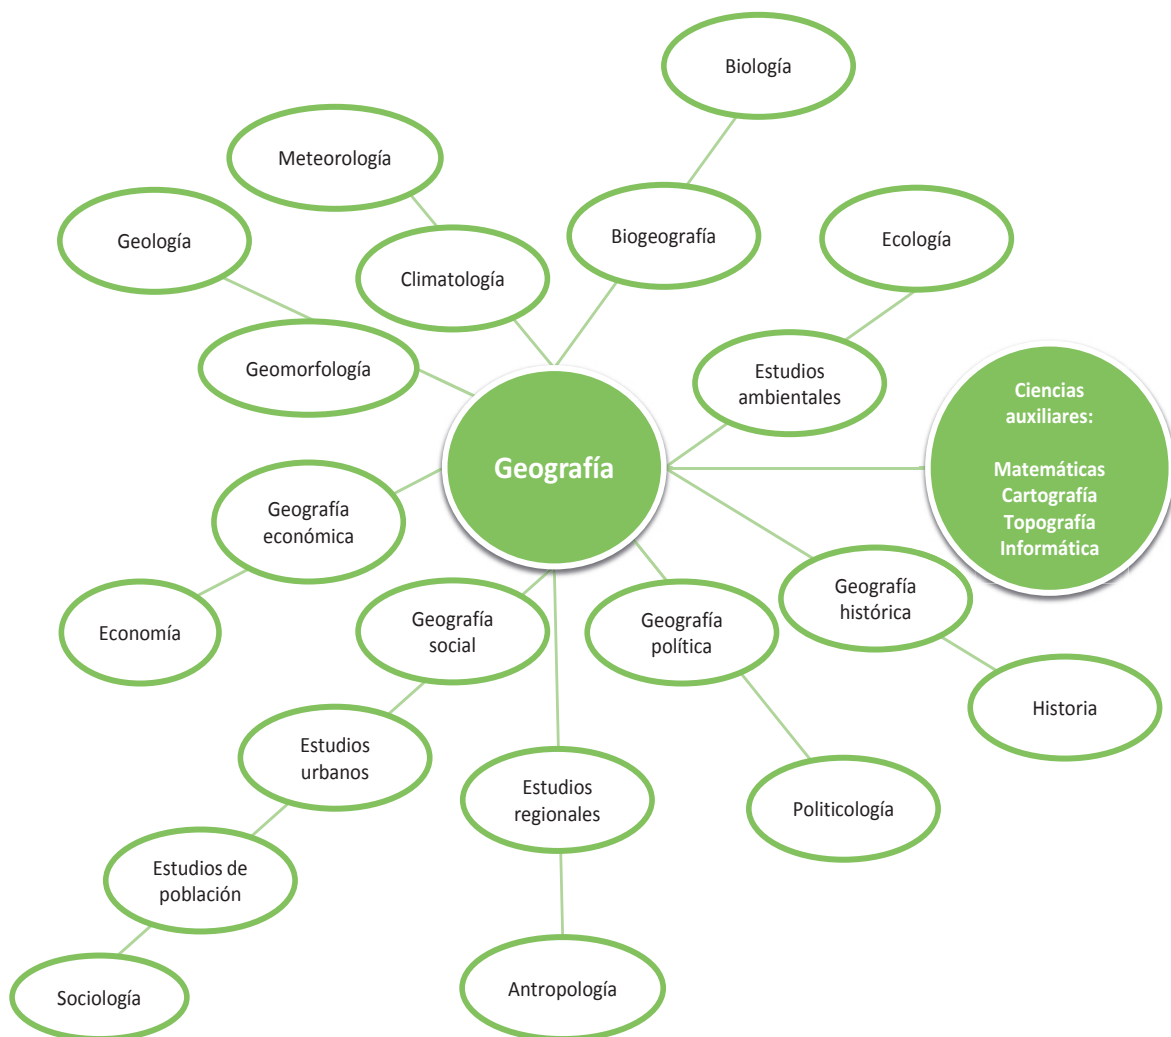 Biología
Meteorología
Geología
Biogeografía
Ecología
Climatología
Geomorfología
Estudios
ambientales
Ciencias
auxiliares:
Matemáticas
Cartografía
Topografía
Informática
Geografía
Geografía
económica
Geografía
histórica
Economía
Geografía
social
Geografía
política
Historia
Estudios
urbanos
Estudios
regionales
Politicología
Estudios de
población
Sociología
Antropología